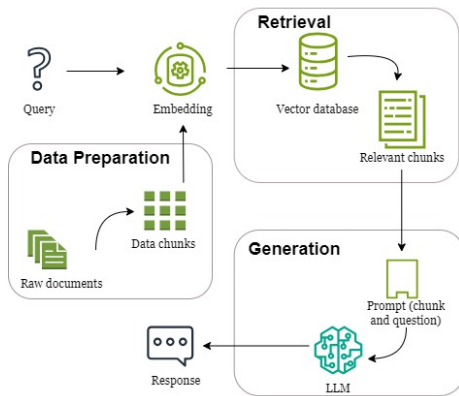 Retrieval
Query
Embedding
Vector database
Relevant chunks
Data Preparation
Data chunks
Raw documents
Generation
Prompt (chunk
and question)
LLM
Response